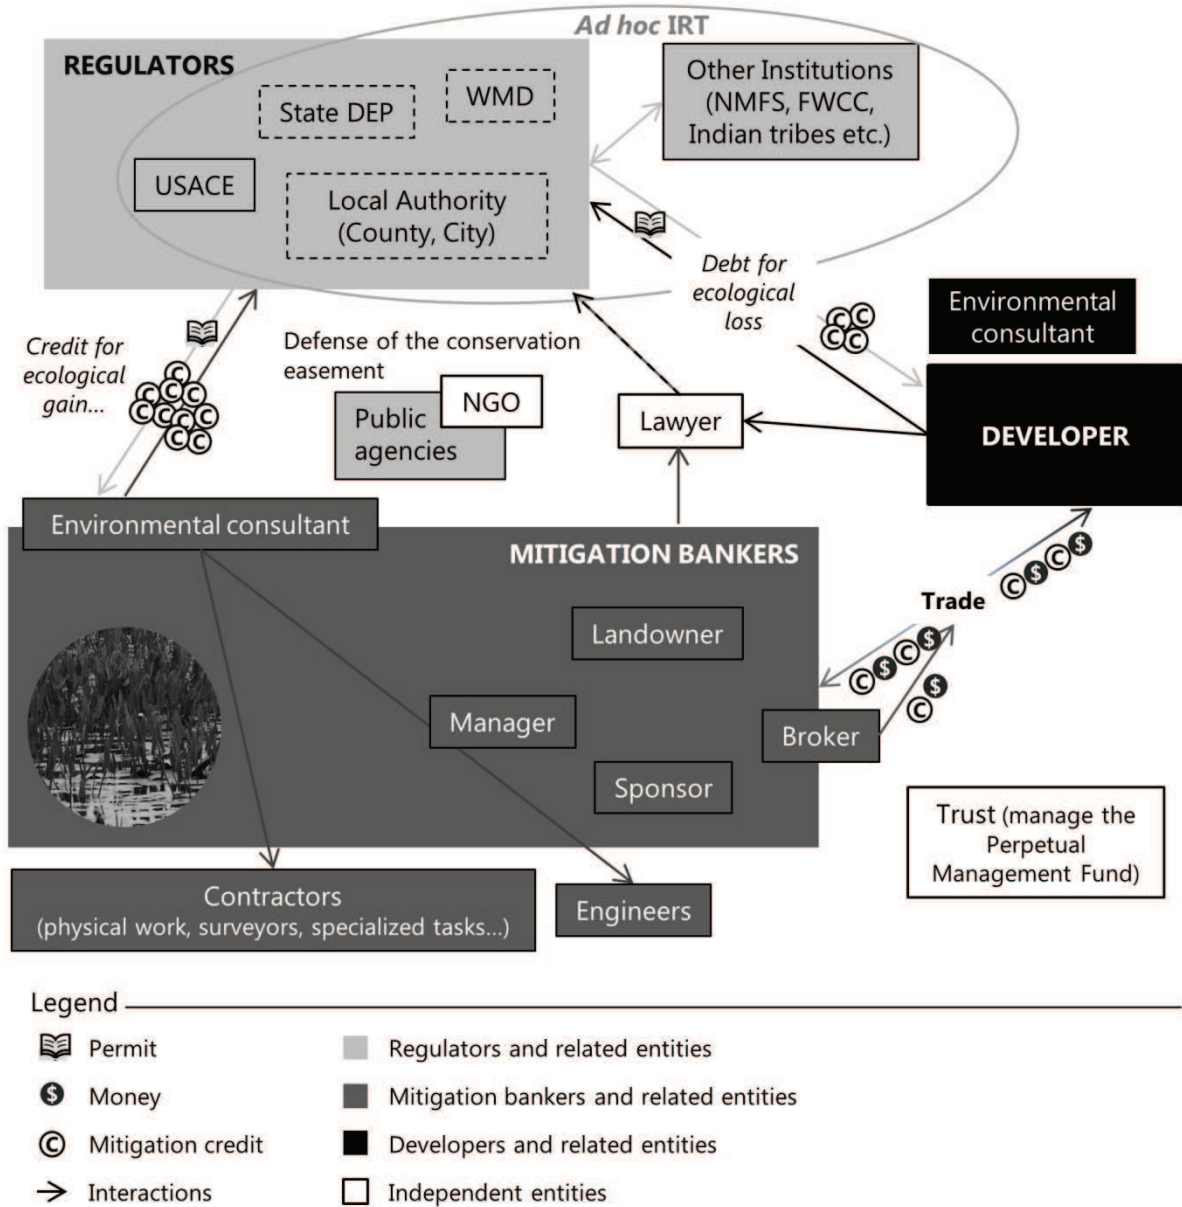 Ad hoc IRT
REGULATORS
State DEP
WMD
Other Institutions
(NMFS, FWCC,
Indian tribes etc.)
USACE
Local Authority
(County, City)
Debt for
ecological
loss
Environmental
consultant
Credit for
ecological
gain...
Defense of the conservation
easement
NGO
Public
agencies
Lawyer
DEVELOPER
Environmental consultant
MITIGATION BANKERS
Trade
Landowner
Manager
Broker
Sponsor
Trust (manage the
Perpetual
Management Fund)
Contractors
(physical work, surveyors, specialized tasks...)
Engineers
Legend
Permit
Regulators and related entities
$ Money
Mitigation bankers and related entities
© Mitigation credit
Developers and related entities
Interactions
Independent entities